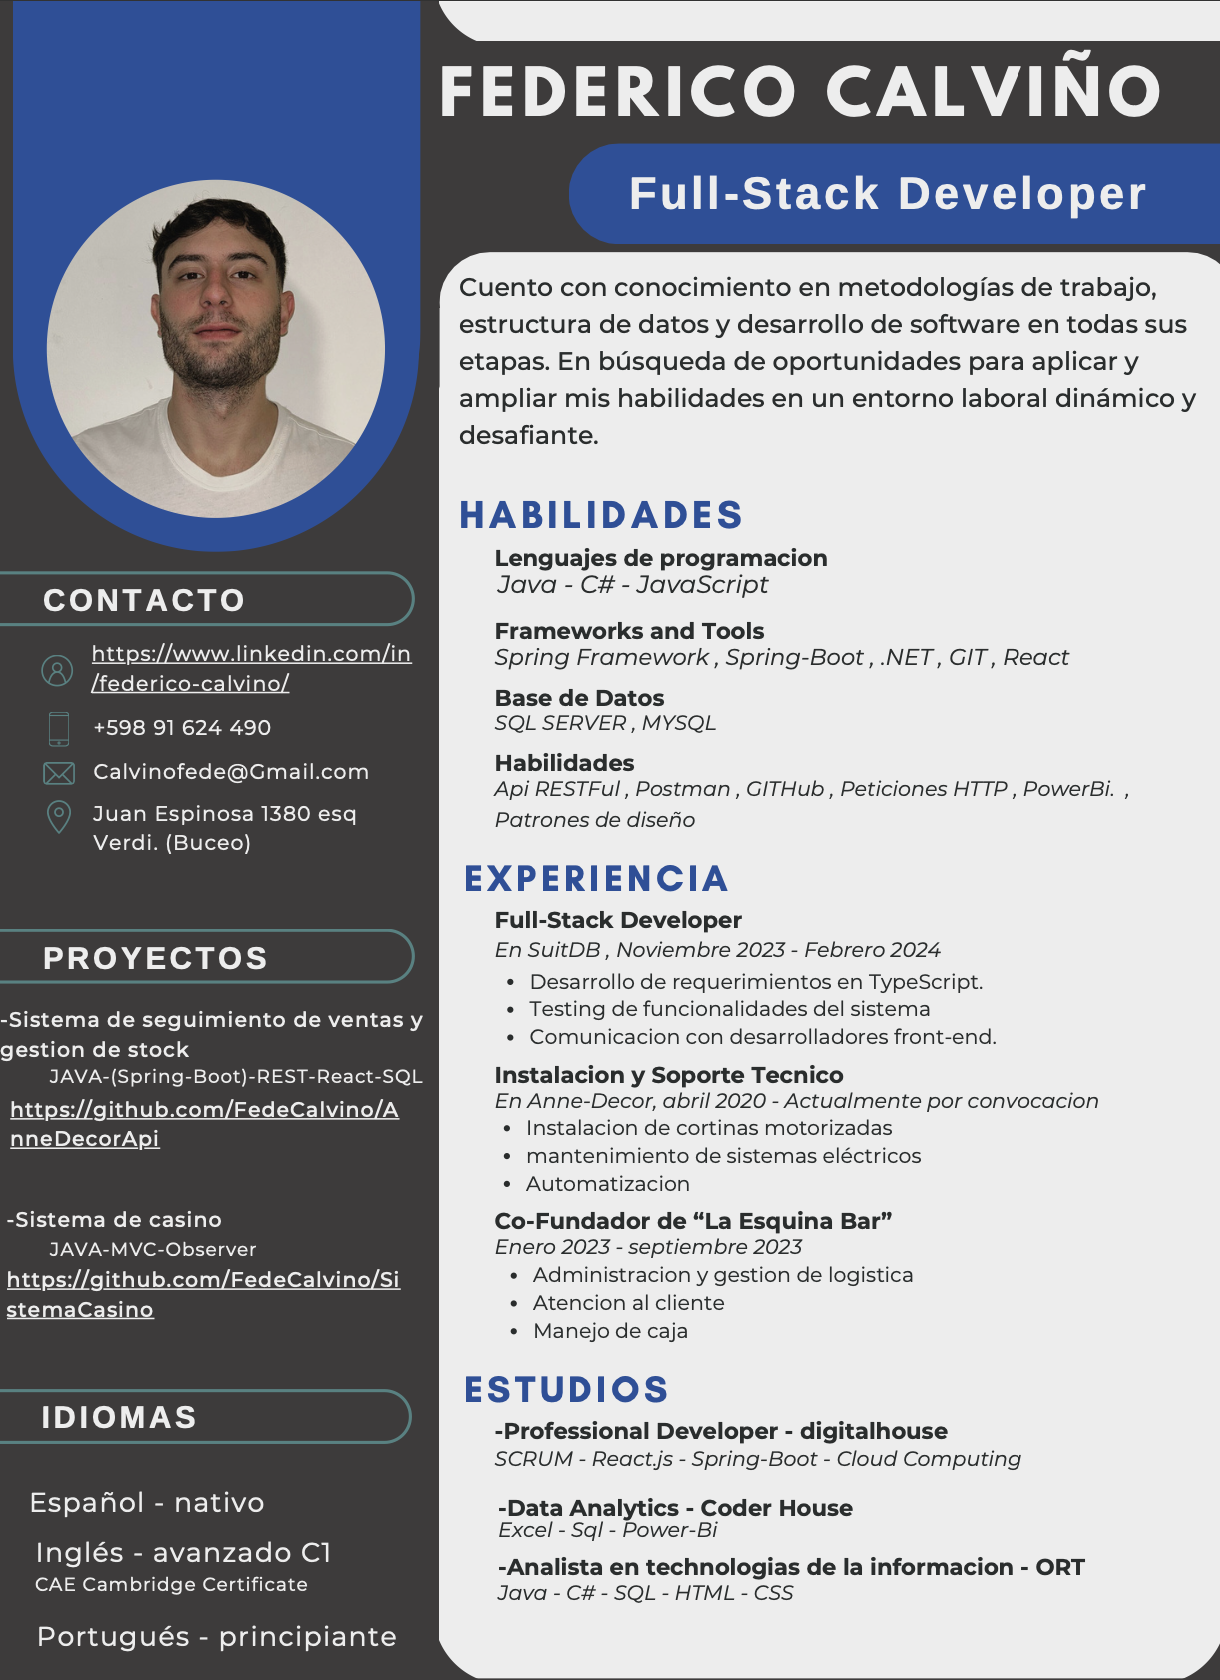 FEDERICO CALVIÑO
Full-Stack Developer
Cuento con conocimiento en metodologías de trabajo,
estructura de datos y desarrollo de software en todas sus
etapas. En búsqueda de oportunidades para aplicar y
ampliar mis habilidades en un entorno laboral dinámico y
desafiante.
CONTACTO
https://www.linkedin.com/in
/federico-calvino/
+598 91 624 490
Calvinofede@Gmail.com
Juan Espinosa 1380 esq
Verdi. (Buceo)
PROYECTOS
-Sistema de seguimiento de ventas y
gestion de stock
JAVA-(Spring-Boot)-REST-React-SQL
https://github.com/FedeCalvino/A
nneDecorApi
-Sistema de casino
JAVA-MVC-Observer
https://github.com/FedeCalvino/Si
stemaCasino
IDIOMAS
Español - nativo
Inglés - avanzado C1
CAE Cambridge Certificate
Portugués - principiante
HABILIDADES
Lenguajes de programacion
Java - C# - JavaScript
Frameworks and Tools
Spring Framework , Spring-Boot , .NET , GIT , React
Base de Datos
SQL SERVER , MYSQL
Habilidades
Api RESTFul , Postman , GITHub , Peticiones HTTP , PowerBi. ,
Patrones de diseño
EXPERIENCIA
Full-Stack Developer
En SuitDB , Noviembre 2023 - Febrero 2024
• Desarrollo de requerimientos en TypeScript.
• Testing de funcionalidades del sistema
• Comunicacion con desarrolladores front-end.
Instalacion y Soporte Tecnico
En Anne-Decor, abril 2020 - Actualmente por convocacion
• Instalacion de cortinas motorizadas
• mantenimiento de sistemas eléctricos
• Automatizacion
Co-Fundador de “La Esquina Bar”
Enero 2023 - septiembre 2023
• Administracion y gestion de logistica
• Atencion al cliente
• Manejo de caja
ESTUDIOS
-Professional Developer - digitalhouse
SCRUM - React.js - Spring-Boot - Cloud Computing
-Data Analytics - Coder House
Excel - Sql - Power-Bi
-Analista en technologias de la informacion - ORT
Java - C# - SQL - HTML - CSS